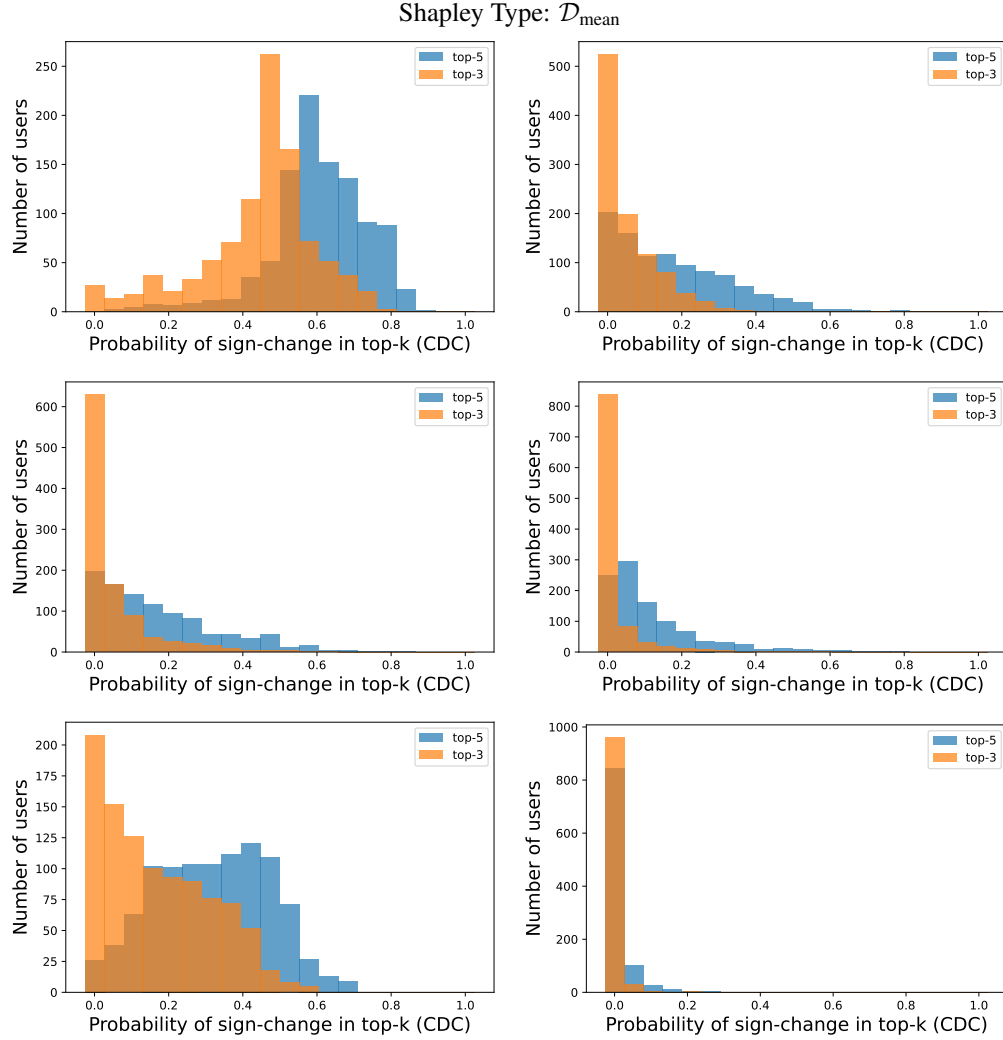 Shapley Type: 𝒟mean
top-5
top-3
250
200
150
100
50
0
0.0 0.2 0.4 0.6 0.8 1.0
Number of users
Probability of sign-change in top-k (CDC)
top-5
top-3
500
400
300
200
100
0
0.0 0.2 0.4 0.6 0.8 1.0
Number of users
Probability of sign-change in top-k (CDC)
top-5
top-3
600
500
400
300
200
100
0
0.0 0.2 0.4 0.6 0.8 1.0
Number of users
Probability of sign-change in top-k (CDC)
top-5
top-3
800
700
600
500
400
300
200
100
0
0.0 0.2 0.4 0.6 0.8 1.0
Number of users
Probability of sign-change in top-k (CDC)
top-5
top-3
200
175
150
125
100
75
50
25
0
0.0 0.2 0.4 0.6 0.8 1.0
Number of users
Probability of sign-change in top-k (CDC)
top-5
top-3
1000
800
600
400
200
0
0.0 0.2 0.4 0.6 0.8 1.0
Number of users
Probability of sign-change in top-k (CDC)